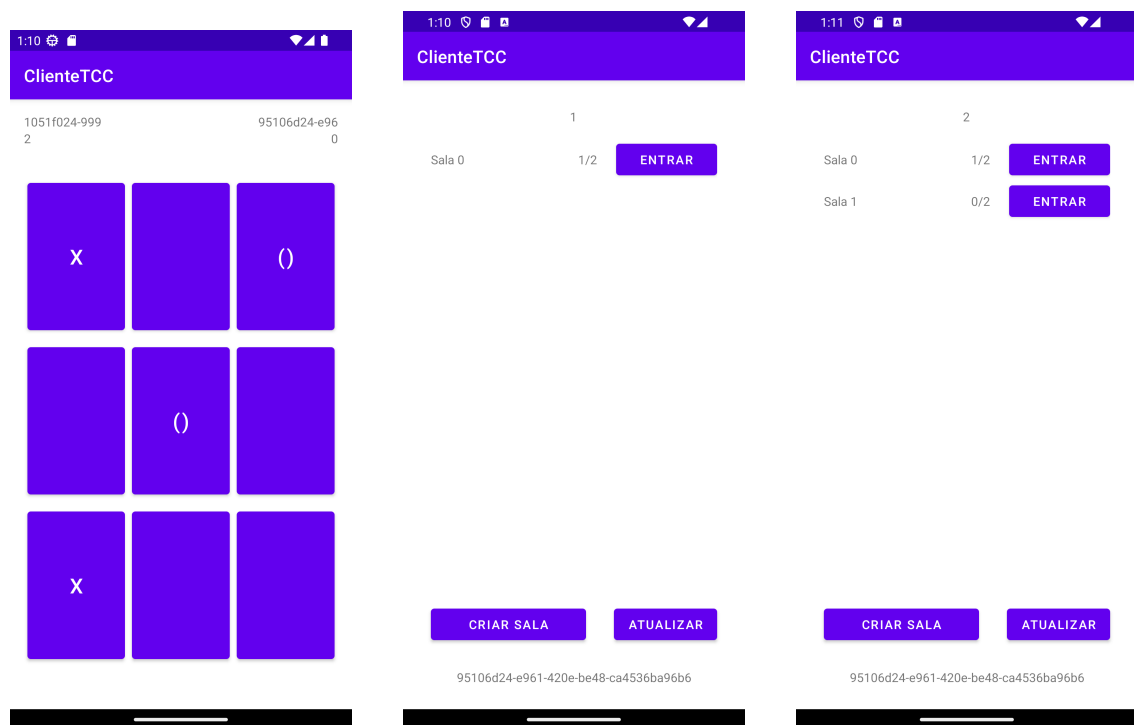 1:10
ClienteTCC
1051f024-999 95106d24-e96
2 0
X ()
()
X
1:10
ClienteTCC
1
Sala 0 1/2 ENTRAR
CRIAR SALA ATUALIZAR
95106d24-e961-420e-be48-ca4536ba96b6
1:11
ClienteTCC
2
Sala 0 1/2 ENTRAR
Sala 1 0/2 ENTRAR
CRIAR SALA ATUALIZAR
95106d24-e961-420e-be48-ca4536ba96b6